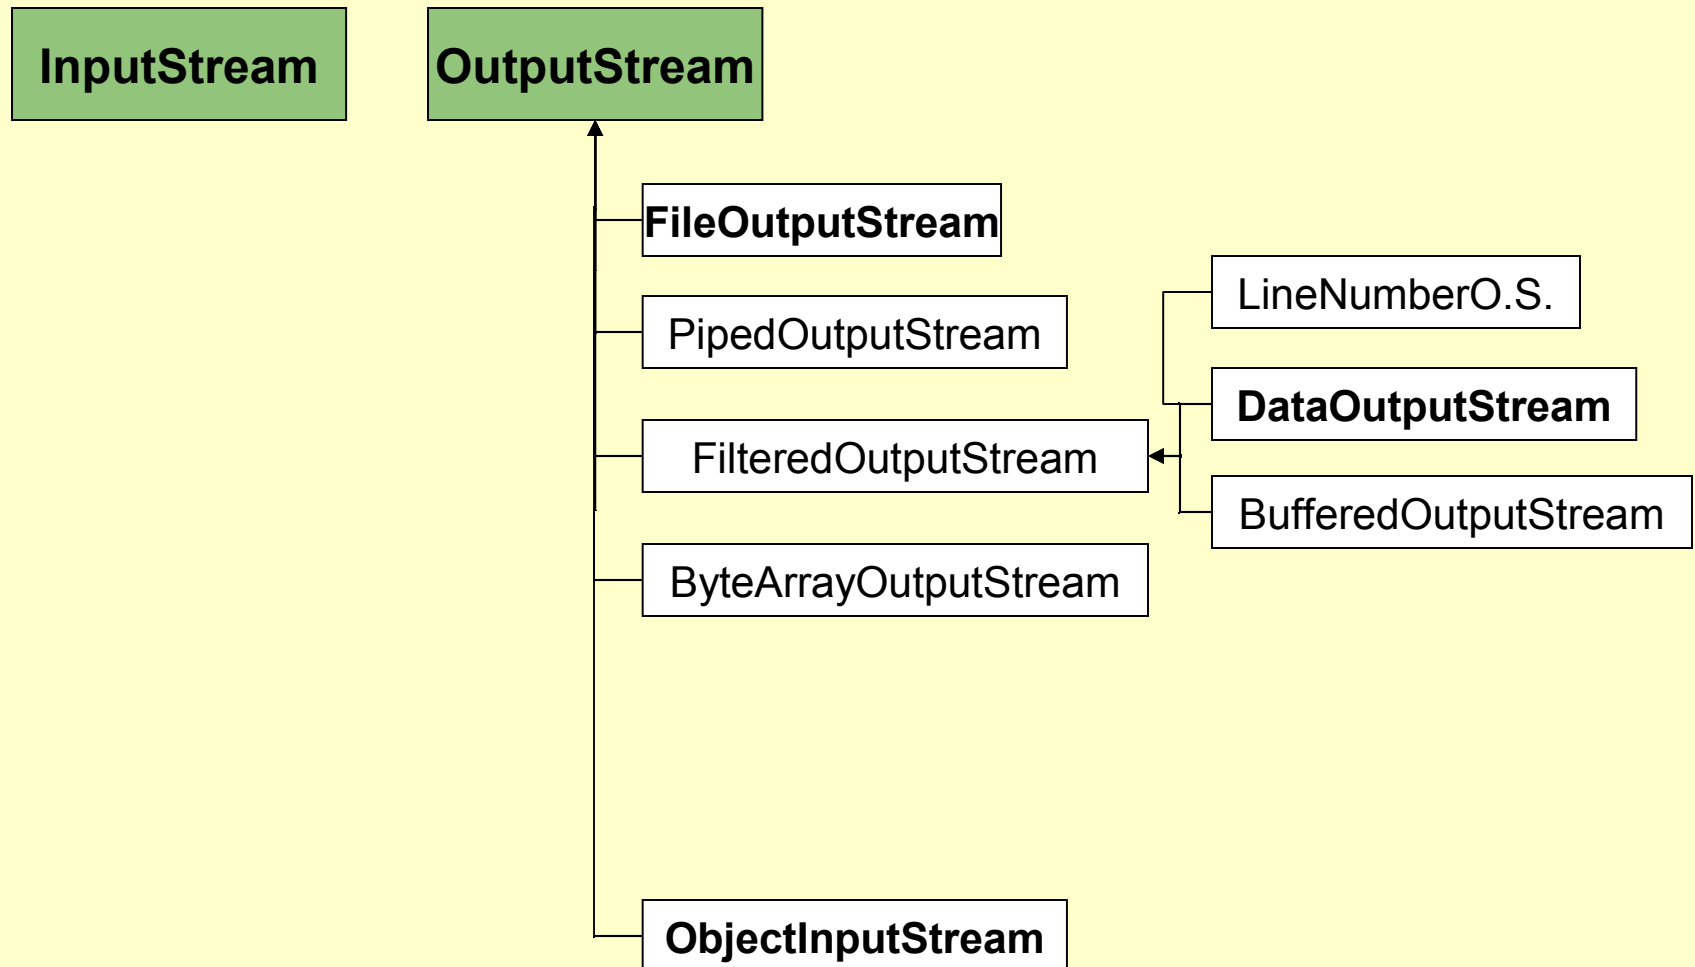 InputStream
OutputStream
FileOutputStream
PipedOutputStream
FilteredOutputStream
ByteArrayOutputStream
ObjectInputStream
LineNumberO.S.
DataOutputStream
BufferedOutputStream